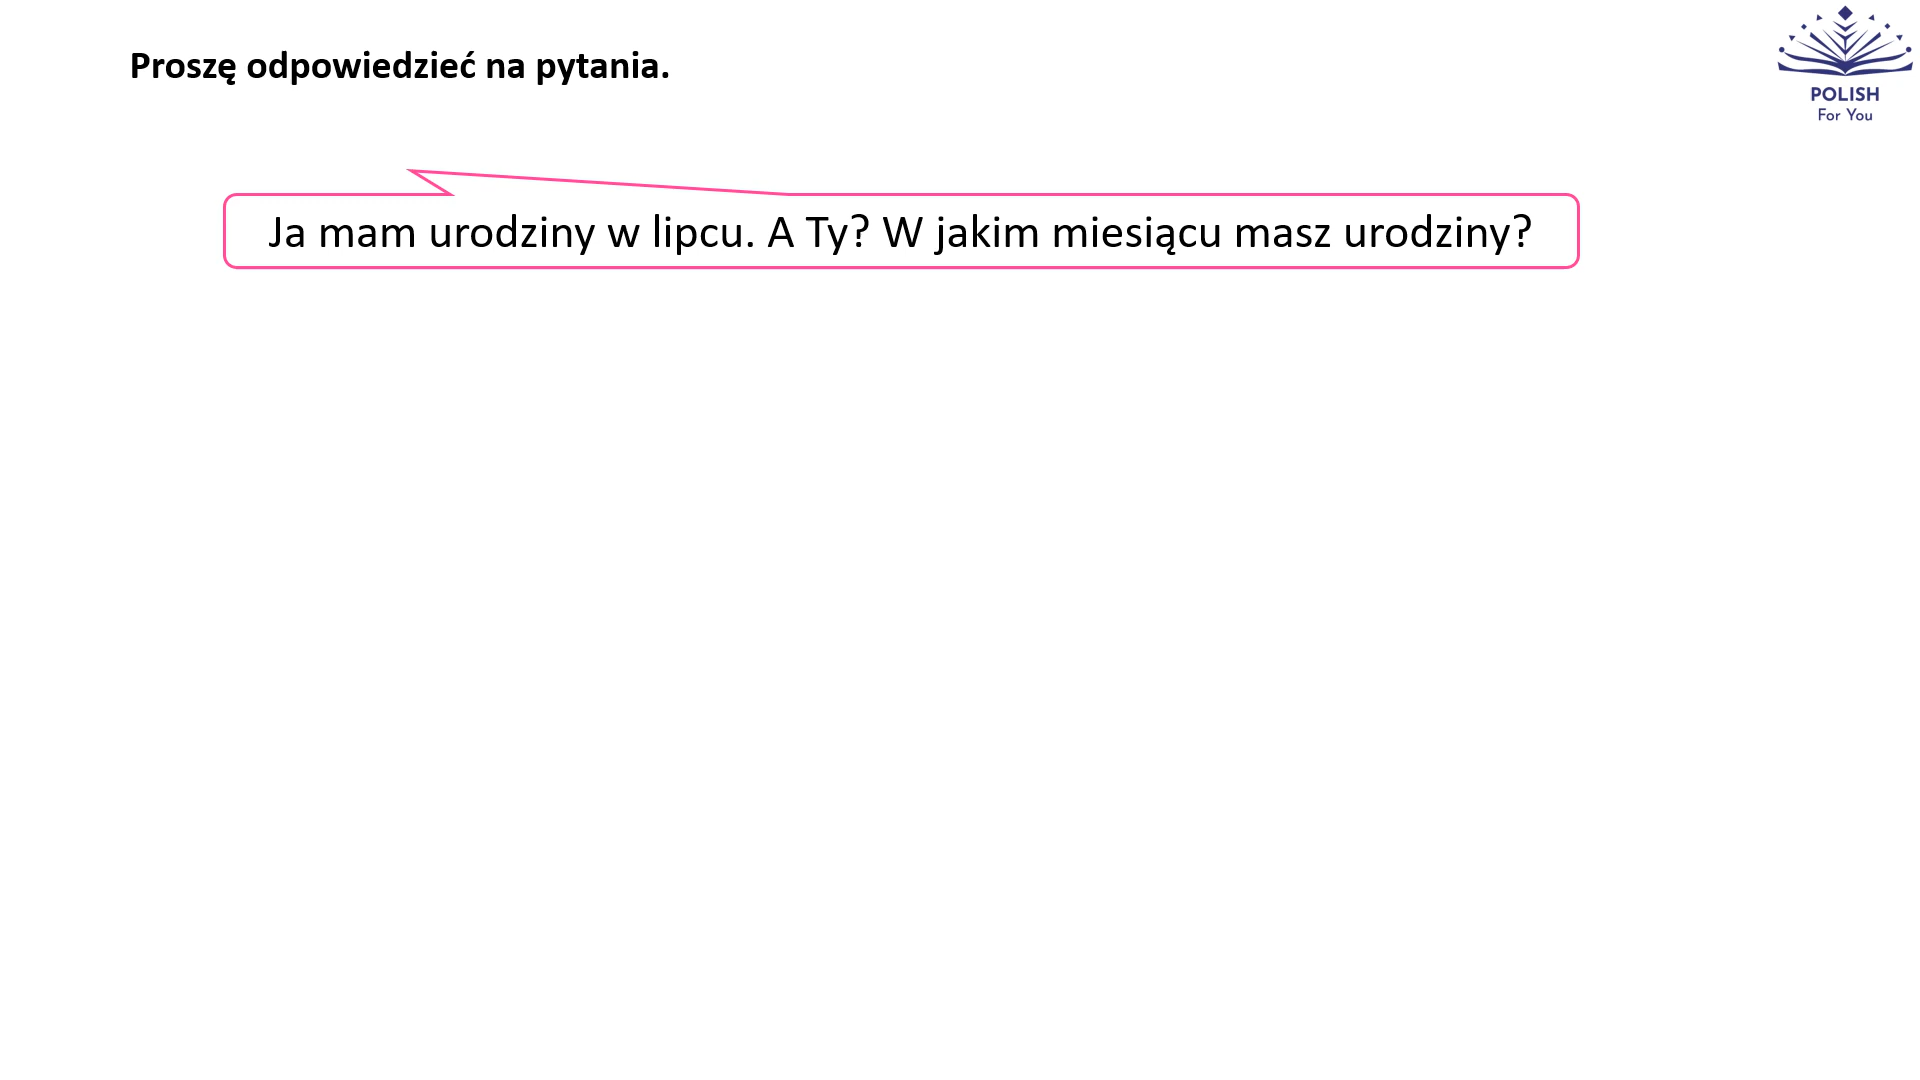 Proszę odpowiedzieć na pytania.
POLISH
For You
Ja mam urodziny w lipcu. A Ty? W jakim miesiącu masz urodziny?